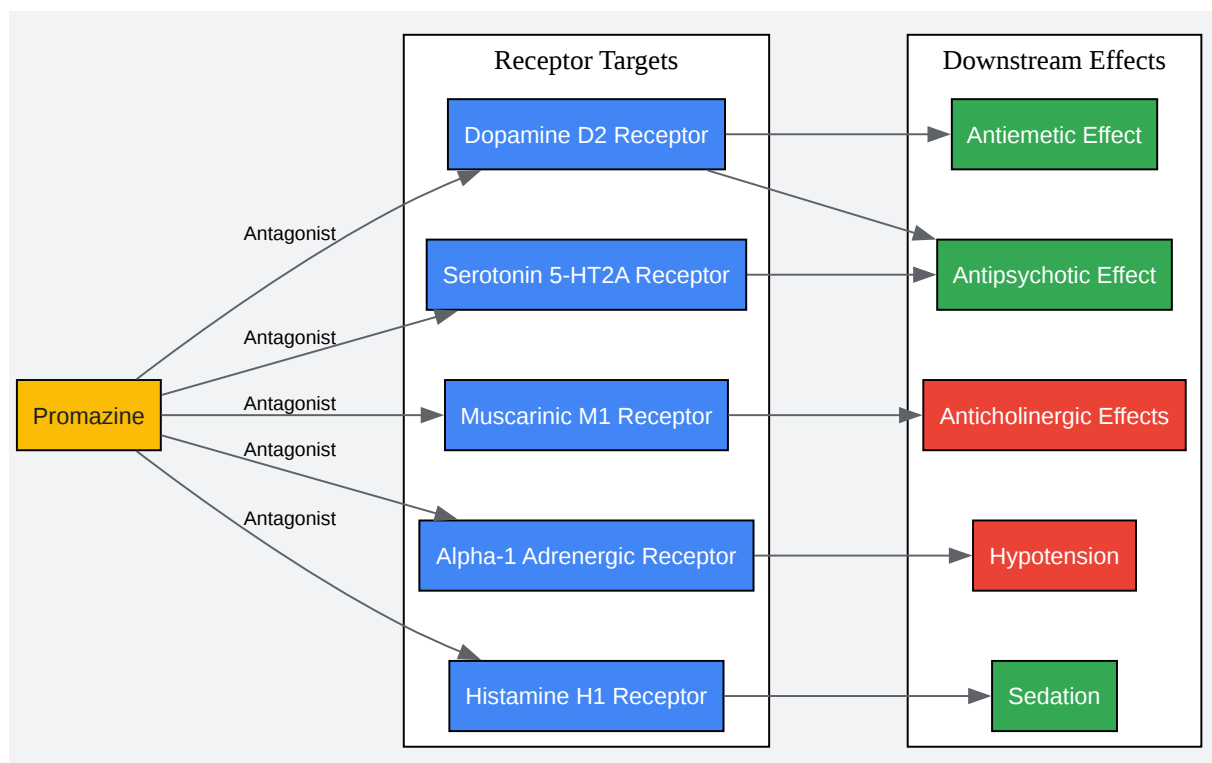 Receptor Targets
Downstream Effects
Dopamine D2 Receptor
Antiemetic Effect
Antagonist
Serotonin 5-HT2A Receptor
Antipsychotic Effect
Antagonist
Promazine
Antagonist
Muscarinic M1 Receptor
Anticholinergic Effects
Antagonist
Alpha-1 Adrenergic Receptor
Hypotension
Antagonist
Histamine H1 Receptor
Sedation